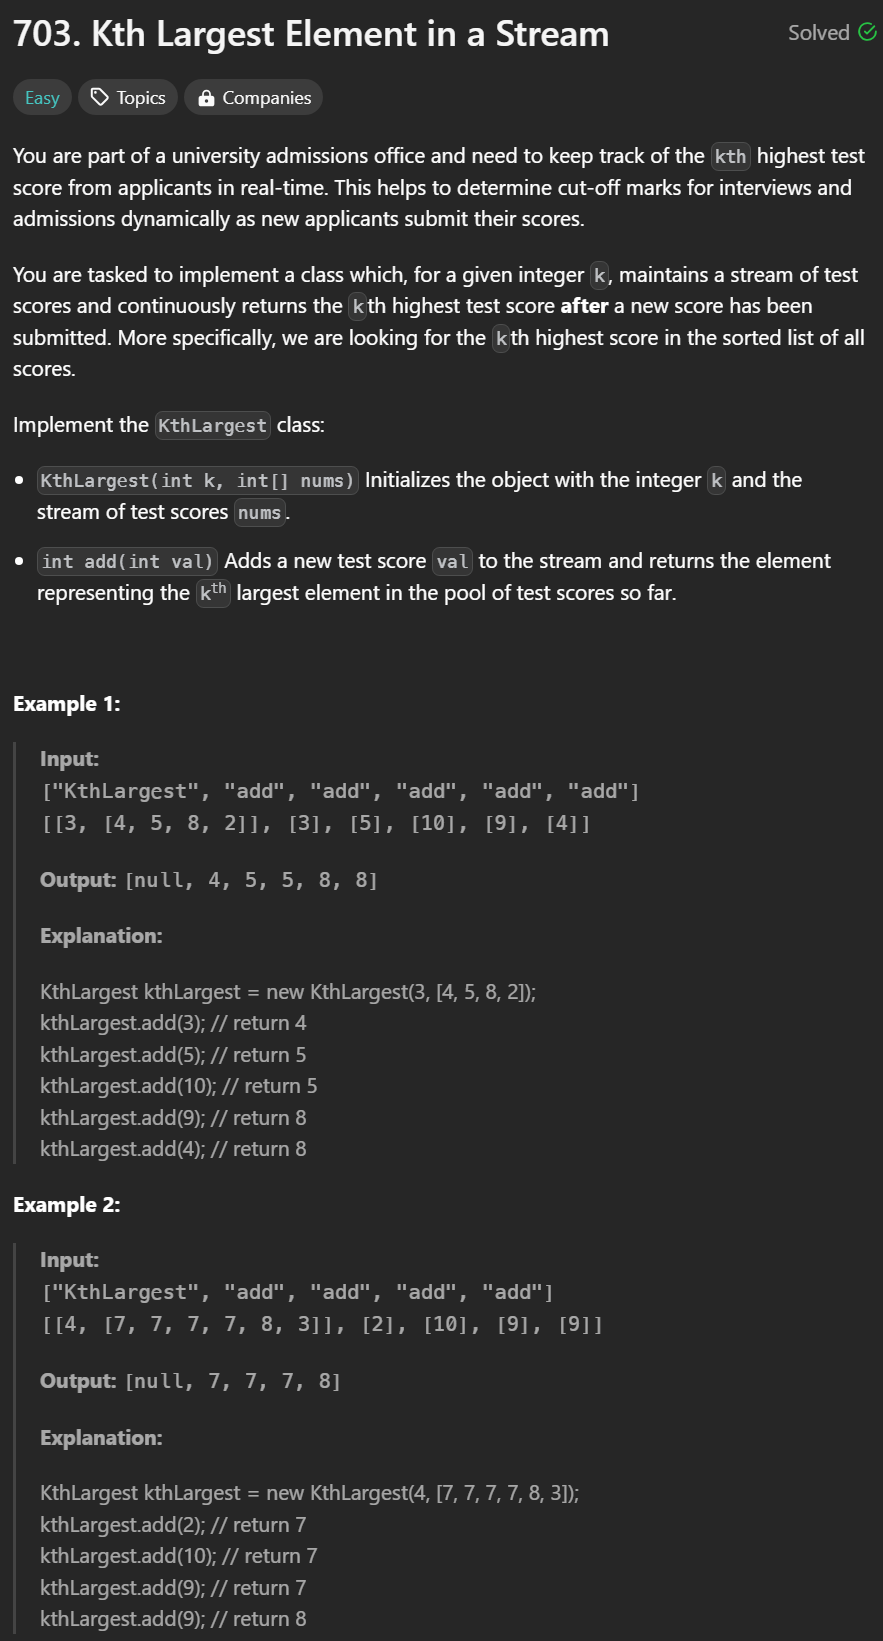 703. Kth Largest Element in a Stream
Solved
Easy
Topics
Companies
You are part of a university admissions office and need to keep track of the kth highest test
score from applicants in real-time. This helps to determine cut-off marks for interviews and
admissions dynamically as new applicants submit their scores.
You are tasked to implement a class which, for a given integer k, maintains a stream of test
scores and continuously returns the kth highest test score after a new score has been
submitted. More specifically, we are looking for the kth highest score in the sorted list of all
scores.
Implement the KthLargest class:
• KthLargest(int k, int[] nums) Initializes the object with the integer k and the
stream of test scores nums.
• int add(int val) Adds a new test score val to the stream and returns the element
representing the kth largest element in the pool of test scores so far.
Example 1:
Input:
["KthLargest", "add", "add", "add", "add", "add"]
[[3, [4, 5, 8, 2]], [3], [5], [10], [9], [4]]
Output: [null, 4, 5, 5, 8, 8]
Explanation:
KthLargest kthLargest = new KthLargest(3, [4, 5, 8, 2]);
kthLargest.add(3); // return 4
kthLargest.add(5); // return 5
kthLargest.add(10); // return 5
kthLargest.add(9); // return 8
kthLargest.add(4); // return 8
Example 2:
Input:
["KthLargest", "add", "add", "add", "add"]
[[4, [7, 7, 7, 7, 8, 3]], [2], [10], [9], [9]]
Output: [null, 7, 7, 7, 8]
Explanation:
KthLargest kthLargest = new KthLargest(4, [7, 7, 7, 7, 8, 3]);
kthLargest.add(2); // return 7
kthLargest.add(10); // return 7
kthLargest.add(9); // return 7
kthLargest.add(9); // return 8